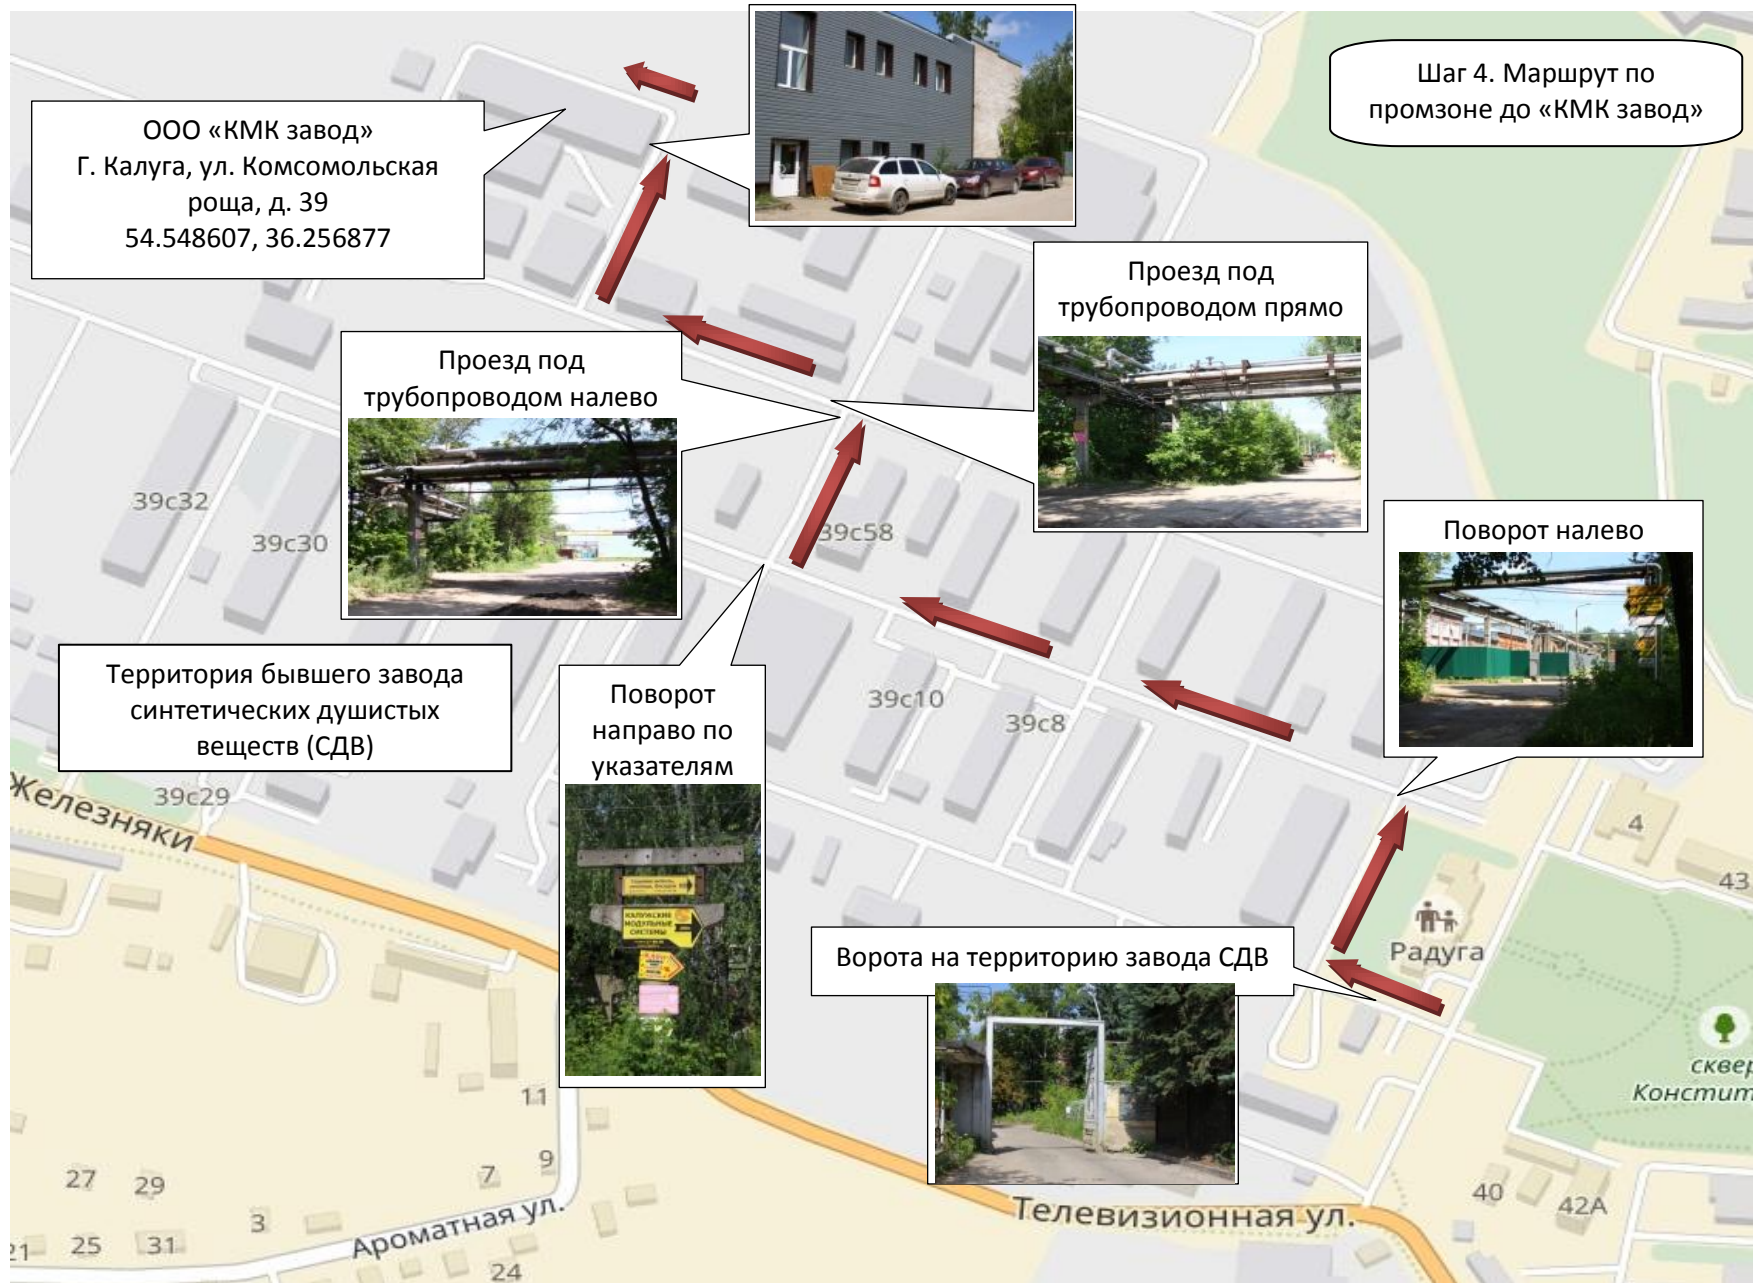 Шаг 4. Маршрут по
промзоне до «КМК завод»
ООО «КМК завод»
Г. Калуга, ул. Комсомольская
роща, д. 39
54.548607, 36.256877
Проезд под
трубопроводом прямо
Проезд под
трубопроводом налево
39с32
39с30
39с58
Поворот налево
Территория бывшего завода
синтетических душистых
веществ (СДВ)
Поворот
направо по
указателям
39с10
39с8
39с29
Железняки
КАЛУЖСКИЕ
МОДУЛЬНЫЕ
СИСТЕМЫ
4
43
Радуга
Ворота на территорию завода СДВ
сквер
Констит
11
9
7
27
29
3
21
25
31
24
Ароматная ул.
Телевизионная ул.
40
42А